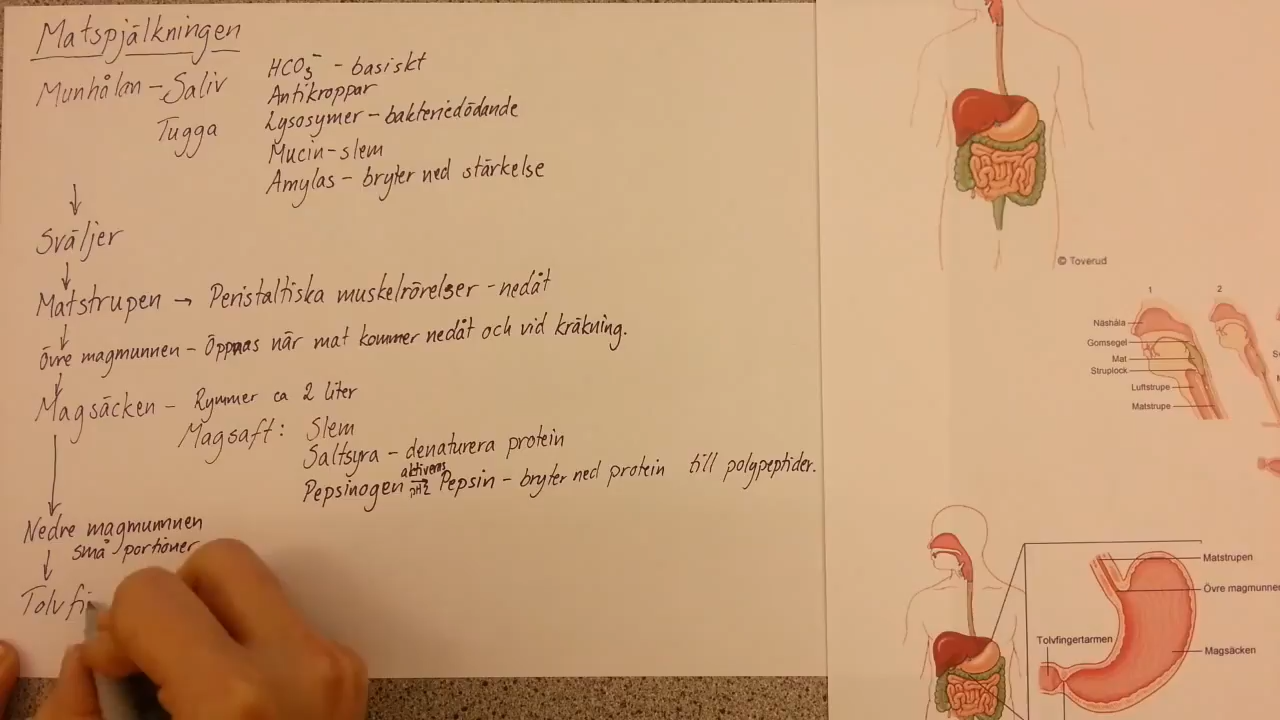 Matspjälkningen
Munhålan – Saliv
Tugga
HCO3⁻ – basiskt
Antikroppar
Lysosymer – bakteriedödande
Mucin – slem
Amylas – bryter ned stärkelse
↓
Sväljer
↓
Matstrupen → Peristaltiska muskelrörelser – nedåt
↓
Övre magmunnen – Öppnas när mat kommer nedåt och vid kräkning.
↓
Magsäcken – Rymmer ca 2 liter
Magsaft: Slem
Saltsyra – denaturera protein
aktiveras
Pepsinogen → Pepsin – bryter ned protein till polypeptider.
pH2
↓
Nedre magmunnen
små portioner
↓
Tolvfi
© Toverud
1
2
Näshåla
Gomsegel
Mat
Struplock
Luftstrupe
Matstrupe
Matstrupen
Övre magmunne
Tolvfingertarmen
Magsäcken